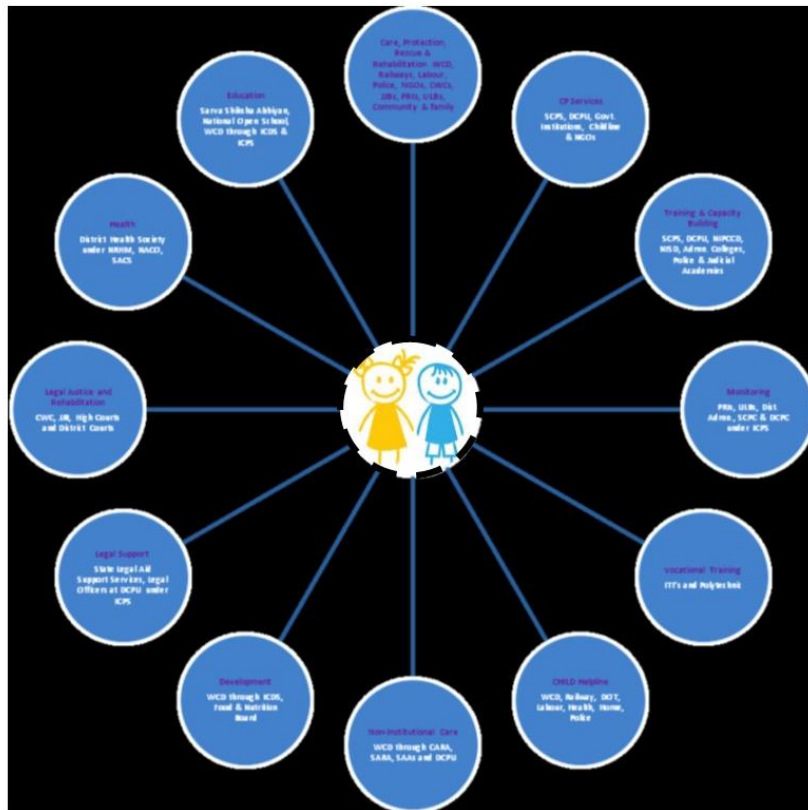 Care, Protection,
Rescue &
Rehabilitation WCD,
Railways, Labour,
Police, NGOs, CWCs,
JJBs, PRIs, ULBs,
Community & family
CP Services
SCPS, DCPU, Govt.
Institutions, Childline
& NGOs
Training & Capacity
Building
SCPS, DCPU, NIPCCD,
NISD, Admn. Colleges,
Police & Judicial
Academies
Monitoring
PRIs, ULBs, Dist.
Admn., SCPC & DCPC
under ICPS
Vocational Training
ITI's and Polytechnic
CHILD Helpline
WCD, Railway, DOT,
Labour, Health, Home,
Police
Non-Institutional Care
WCD through CARA,
SARA, SAAs and DCPU
Development
WCD through ICDS,
Food & Nutrition
Board
Legal Support
State Legal Aid
Support Services, Legal
Officers at DCPU under
ICPS
Legal Justice and
Rehabilitation
CWC, JJB, High Courts
and District Courts
Health
District Health Society
under NRHM, NACO,
SACS
Education
Sarva Shiksha Abhiyan,
National Open School,
WCD through ICDS &
ICPS